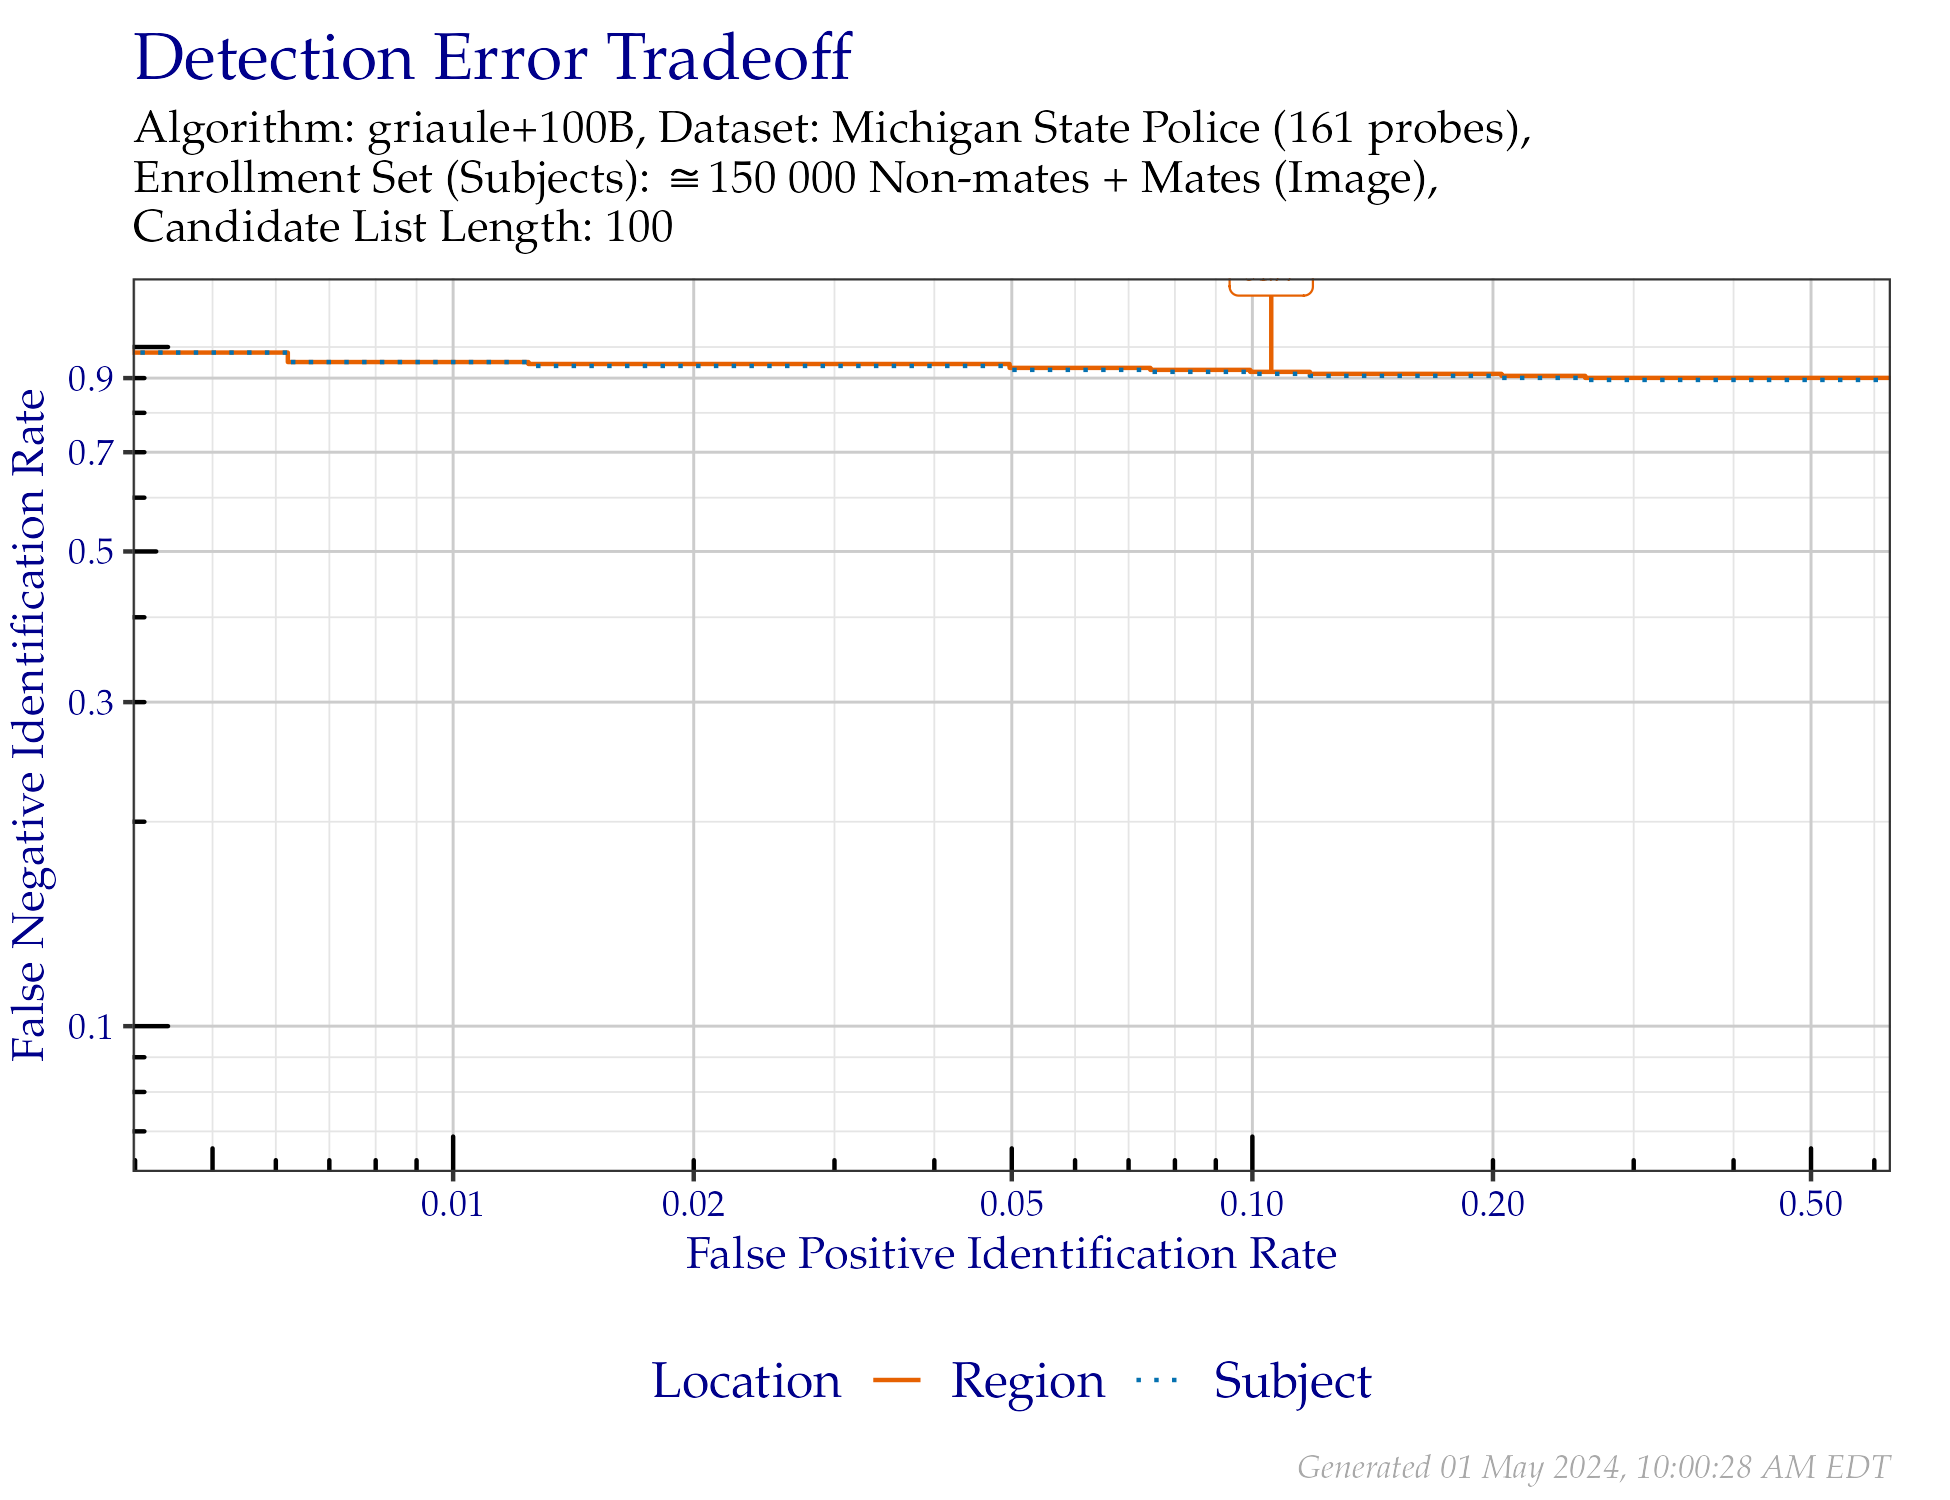 Detection Error Tradeoff
Algorithm: griaule+100B, Dataset: Michigan State Police (161 probes),
Enrollment Set (Subjects): ≅ 150 000 Non-mates + Mates (Image),
Candidate List Length: 100
False Negative Identification Rate
0.9
0.7
0.5
0.3
0.1
0.01 0.02 0.05 0.10 0.20 0.50
False Positive Identification Rate
Location Region Subject
Generated 01 May 2024, 10:00:28 AM EDT